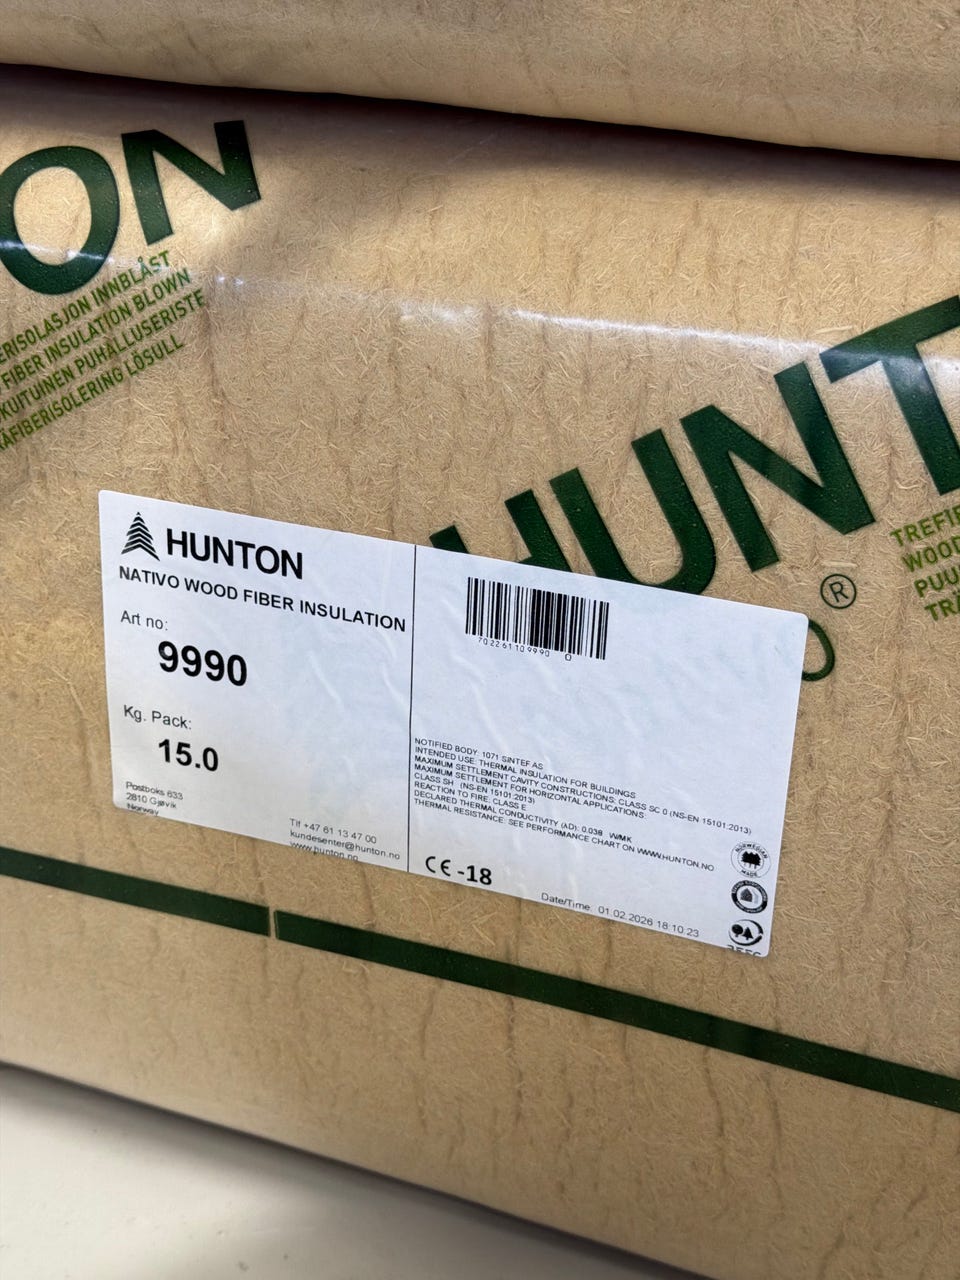 ON
ERISOLASJON INNBLÅST
FIBER INSULATION BLOWN
KUITUINEN PUHALLUSERISTE
ÄFIBERISOLERING LÖSULL
HUNT
®
TREFI
WOOD
PUU
TRÄ
HUNTON
NATIVO WOOD FIBER INSULATION
Art no:
9990
Kg. Pack:
15.0
Postboks 633
2810 Gjøvik
Norway
Tlf +47 61 13 47 00
kundesenter@hunton.no
www.hunton.no
7022611099900
NOTIFIED BODY: 1071 SINTEF AS
INTENDED USE: THERMAL INSULATION FOR BUILDINGS
MAXIMUM SETTLEMENT CAVITY CONSTRUCTIONS: CLASS SC 0 (NS-EN 15101:2013)
MAXIMUM SETTLEMENT FOR HORIZONTAL APPLICATIONS:
CLASS SH (NS-EN 15101:2013)
REACTION TO FIRE: CLASS E
DECLARED THERMAL CONDUCTIVITY (ΛD): 0.038 W/MK
THERMAL RESISTANCE: SEE PERFORMANCE CHART ON WWW.HUNTON.NO
CE-18
Date/Time: 01.02.2026 18:10:23
NORWEGIAN
MADE